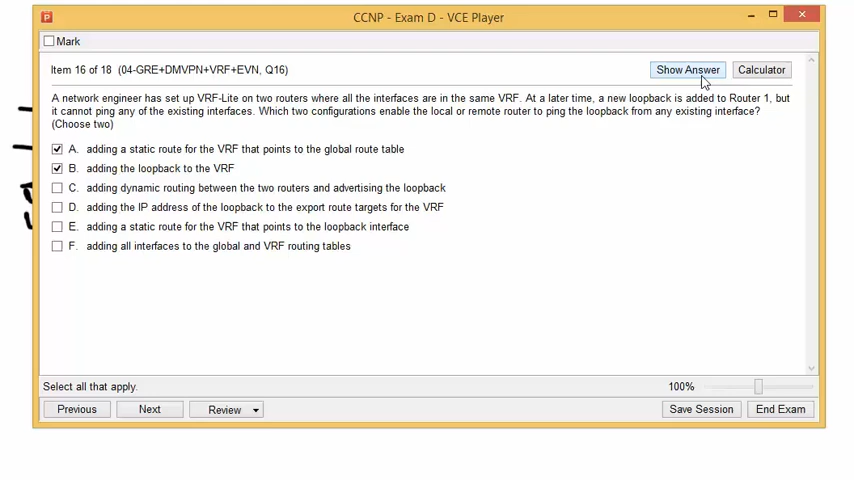 CCNP - Exam D - VCE Player
Mark
Item 16 of 18 (04-GRE+DMVPN+VRF+EVN, Q16)
Show Answer
Calculator
A network engineer has set up VRF-Lite on two routers where all the interfaces are in the same VRF. At a later time, a new loopback is added to Router 1, but
it cannot ping any of the existing interfaces. Which two configurations enable the local or remote router to ping the loopback from any existing interface?
(Choose two)
A. adding a static route for the VRF that points to the global route table
B. adding the loopback to the VRF
C. adding dynamic routing between the two routers and advertising the loopback
D. adding the IP address of the loopback to the export route targets for the VRF
E. adding a static route for the VRF that points to the loopback interface
F. adding all interfaces to the global and VRF routing tables
Select all that apply.
100%
Previous
Next
Review
Save Session
End Exam